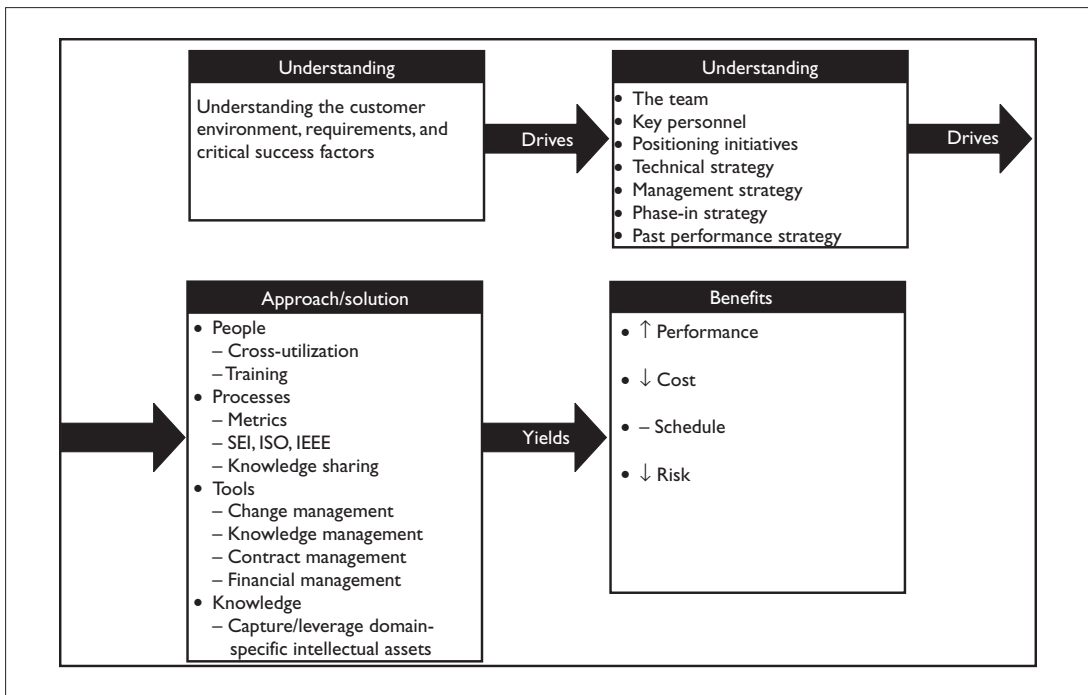 Understanding
Understanding the customer
environment, requirements, and
critical success factors
Drives
Understanding
• The team
• Key personnel
• Positioning initiatives
• Technical strategy
• Management strategy
• Phase-in strategy
• Past performance strategy
Drives
Approach/solution
• People
– Cross-utilization
– Training
• Processes
– Metrics
– SEI, ISO, IEEE
– Knowledge sharing
• Tools
– Change management
– Knowledge management
– Contract management
– Financial management
• Knowledge
– Capture/leverage domain-
specific intellectual assets
Yields
Benefits
• ↑ Performance
• ↓ Cost
• – Schedule
• ↓ Risk